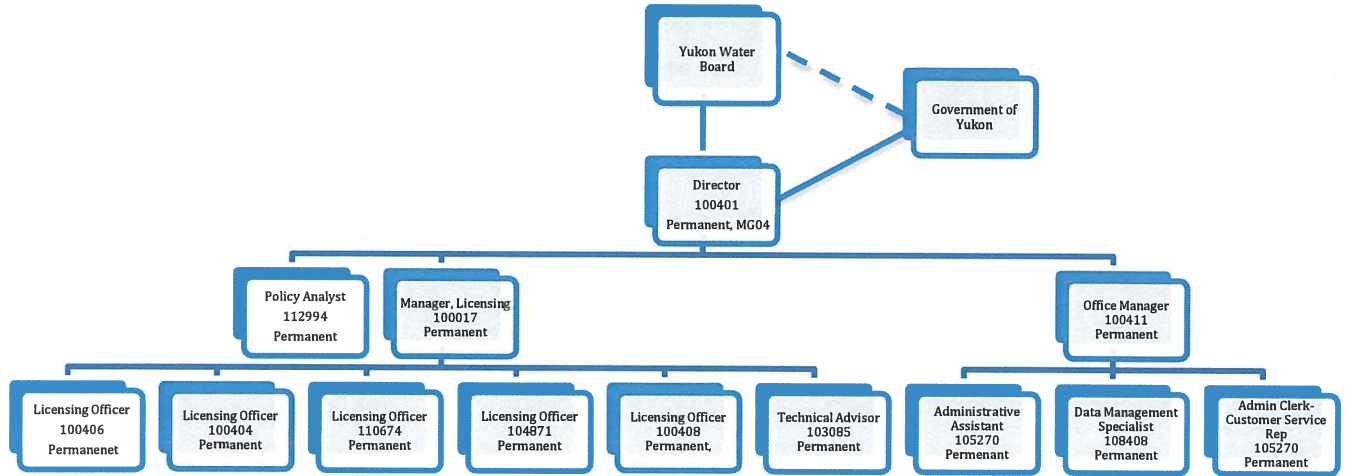 Yukon Water
Board
Government of
Yukon
Director
100401
Permanent, MG04
Policy Analyst
112994
Permanent
Manager, Licensing
100017
Permanent
Office Manager
100411
Permanent
Licensing Officer
100406
Permanenet
Licensing Officer
100404
Permanent
Licensing Officer
110674
Permanent
Licensing Officer
104871
Permanent
Licensing Officer
100408
Permanent,
Technical Advisor
103085
Permanent
Administrative
Assistant
105270
Permenant
Data Management
Specialist
108408
Permanent
Admin Clerk-
Customer Service
Rep
105270
Permanent